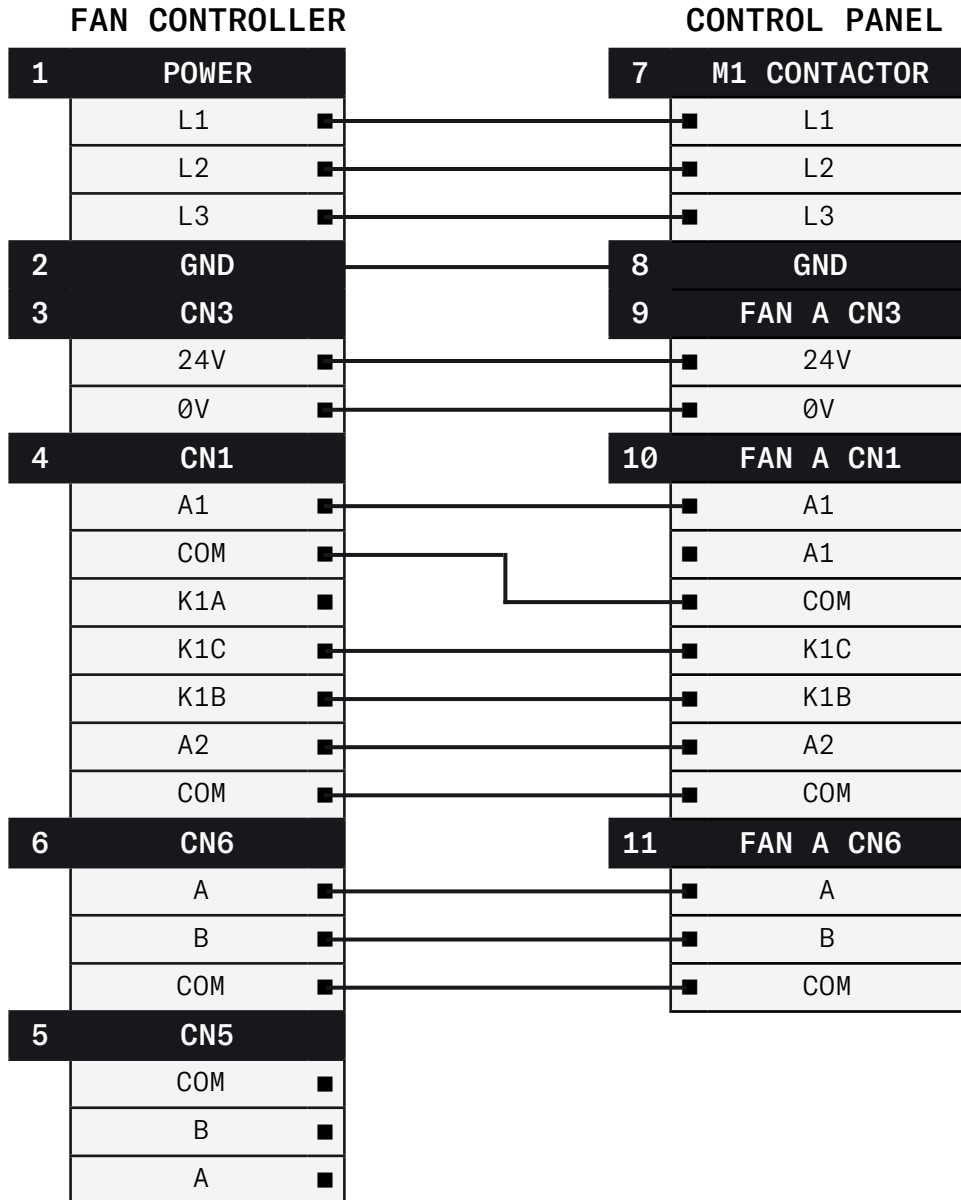 FAN CONTROLLER CONTROL PANEL
1 POWER 7 M1 CONTACTOR
L1 L1
L2 L2
L3 L3
2 GND 8 GND
3 CN3 9 FAN A CN3
24V 24V
0V 0V
4 CN1 10 FAN A CN1
A1 A1
COM A1
K1A COM
K1C K1C
K1B K1B
A2 A2
COM COM
6 CN6 11 FAN A CN6
A A
B B
COM COM
5 CN5
COM
B
A